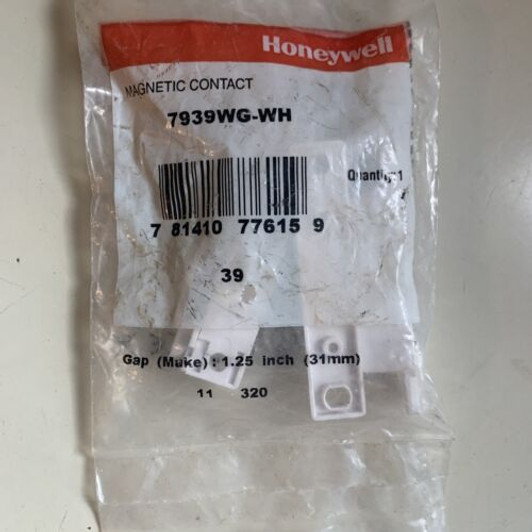 Honeywell
MAGNETIC CONTACT
7939WG-WH
Quantity: 1
7 81410 77615 9
39
Gap (Make) : 1.25 inch (31mm)
11 320